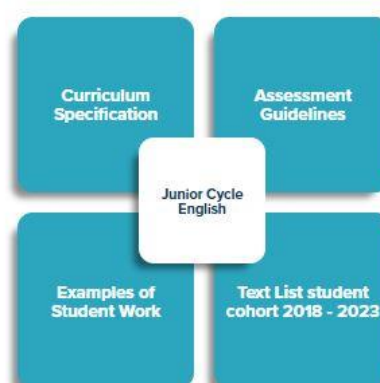 Curriculum
Specification
Assessment
Guidelines
Junior Cycle
English
Examples of
Student Work
Text List student
cohort 2018 - 2023